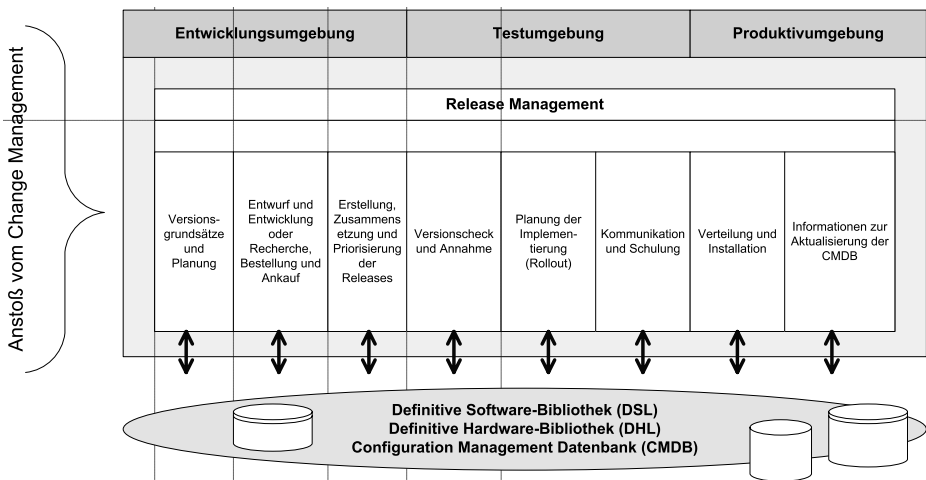 Anstoß vom Change Management
Entwicklungsumgebung
Testumgebung
Produktivumgebung
Release Management
Versions-
grundsätze
und
Planung
Entwurf und
Entwicklung
oder
Recherche,
Bestellung und
Ankauf
Erstellung,
Zusammens
etzung und
Priorisierung
der
Releases
Versionscheck
und Annahme
Planung der
Implemen-
tierung
(Rollout)
Kommunikation
und Schulung
Verteilung und
Installation
Informationen zur
Aktualisierung der
CMDB
Definitive Software-Bibliothek (DSL)
Definitive Hardware-Bibliothek (DHL)
Configuration Management Datenbank (CMDB)